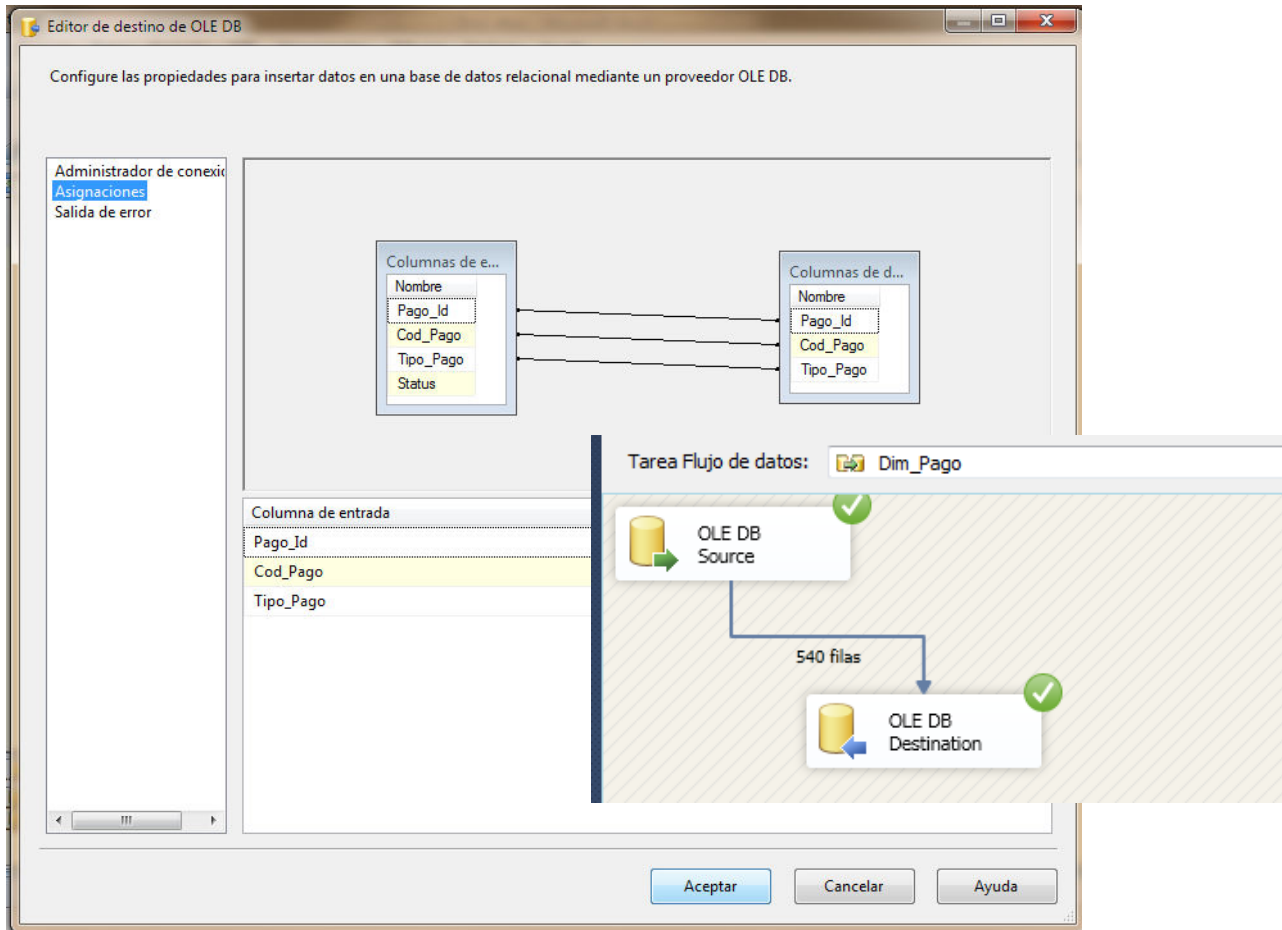 Editor de destino de OLE DB
Configure las propiedades para insertar datos en una base de datos relacional mediante un proveedor OLE DB.
Administrador de conexic
Asignaciones
Salida de error
Columnas de e...
Nombre
Pago_Id
Cod_Pago
Tipo_Pago
Status
Columnas de d...
Nombre
Pago_Id
Cod_Pago
Tipo_Pago
Columna de entrada
Pago_Id
Cod_Pago
Tipo_Pago
Tarea Flujo de datos: Dim_Pago
OLE DB
Source
540 filas
OLE DB
Destination
Aceptar Cancelar Ayuda